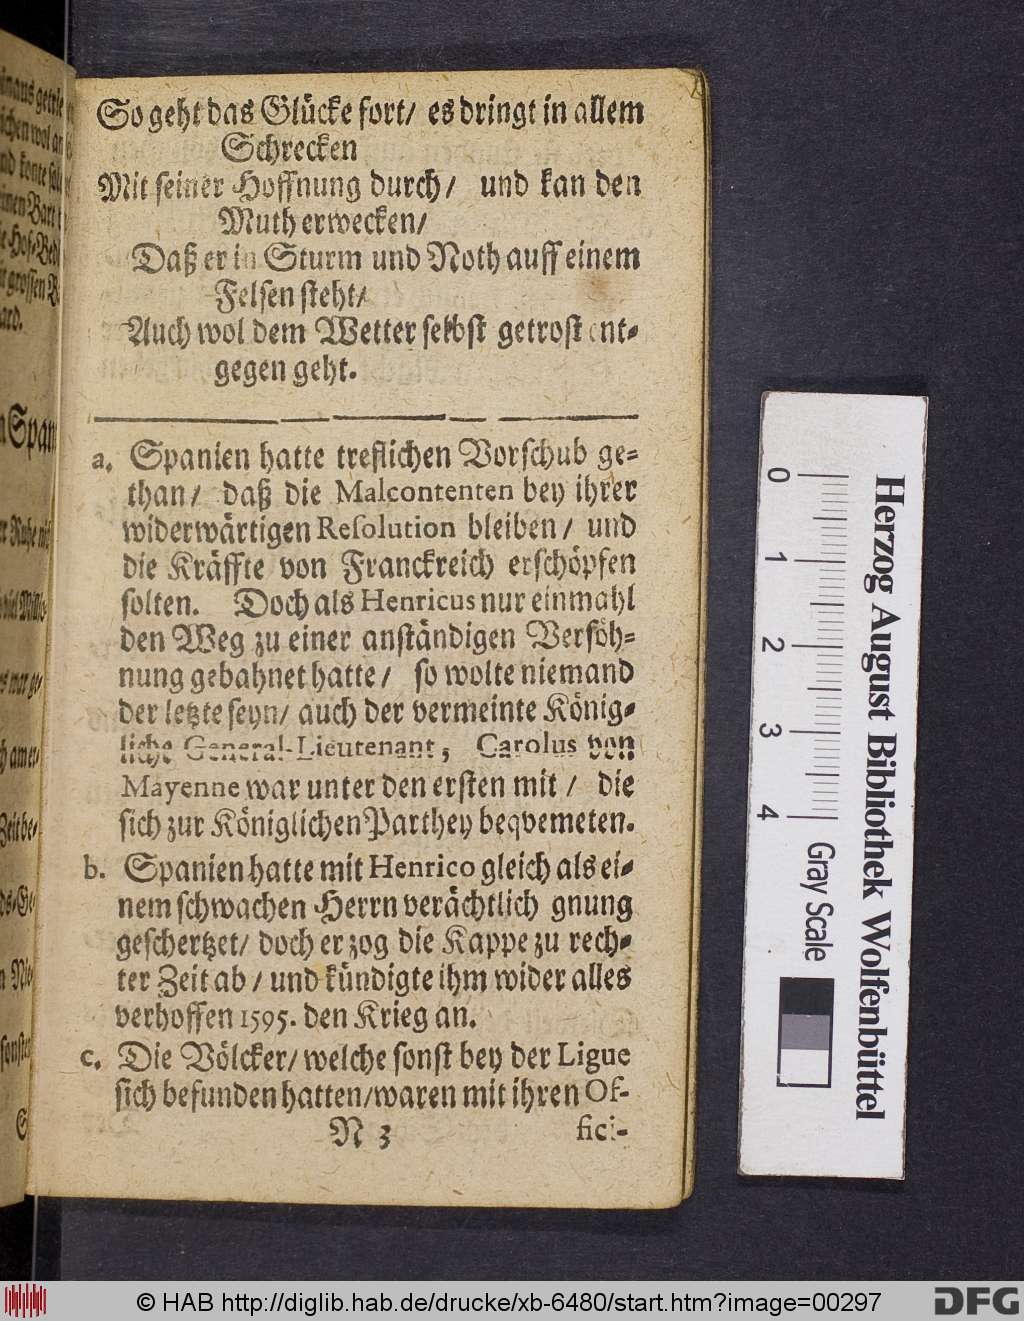 So geht das Glücke fort/ es dringt in allem
Schrecken
Mit seiner Hoffnung durch/ und kan den
Muth erwecken/
Daß er in Sturm und Noth auff einem
Felsen steht/
Auch wol dem Wetter selbst getrost ent-
gegen geht.
a. Spanien hatte treflichen Vorschub ge-
than/ daß die Malcontenten bey ihrer
widerwärtigen Resolution bleiben/ und
die Kräffte von Franckreich erschöpfen
solten. Doch als Henricus nur einmahl
den Weg zu einer anständigen Versöh-
nung gebahnet hatte/ so wolte niemand
der letzte seyn/ auch der vermeinte König-
liche General-Lieutenant, Carolus von
Mayenne war unter den ersten mit/ die
sich zur Königlichen Parthey beqvemeten.
b. Spanien hatte mit Henrico gleich als ei-
nem schwachen Herrn verächtlich gnung
geschertzet/ doch er zog die Kappe zu rech-
ter Zeit ab/ und kündigte ihm wider alles
verhoffen 1595. den Krieg an.
c. Die Völcker/ welche sonst bey der Ligue
sich befunden hatten/ waren mit ihren Of-
N 3 fici-
0 1 2 3 4
Gray Scale
Herzog August Bibliothek Wolfenbüttel
© HAB http://diglib.hab.de/drucke/xb-6480/start.htm?image=00297
DFG